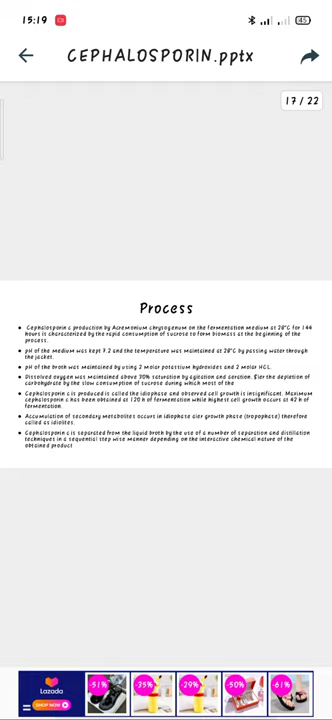 15:19
45
CEPHALOSPORIN.pptx
17 / 22
Process
• Cephalosporin c production by Acremonium chrysogenum on the fermentation medium at 28°C for 144
hours is characterized by the rapid consumption of sucrose to form biomass at the beginning of the
process.
• pH of the medium was kept 7.2 and the temperature was maintained at 28°C by passing water through
the jacket.
• pH of the broth was maintained by using 2 molar potassium hydroxides and 2 molar HCL.
• Dissolved oxygen was maintained above 30% saturation by agitation and aeration. After the depletion of
carbohydrate by the slow consumption of sucrose during which most of the
• Cephalosporin c is produced is called the idiophase and observed cell growth is insignificant. Maximum
cephalosporin c has been obtained at 120 h of fermentation while highest cell growth occurs at 42 h of
fermentation.
• Accumulation of secondary metabolites occurs in idiophase after growth phase (tropophase) therefore
called as idiolites.
• Cephalosporin c is separated from the liquid broth by the use of a number of separation and distillation
techniques in a sequential step wise manner depending on the interactive chemical nature of the
obtained product
Lazada
SHOP NOW
-51%
-35%
-29%
-50%
-61%